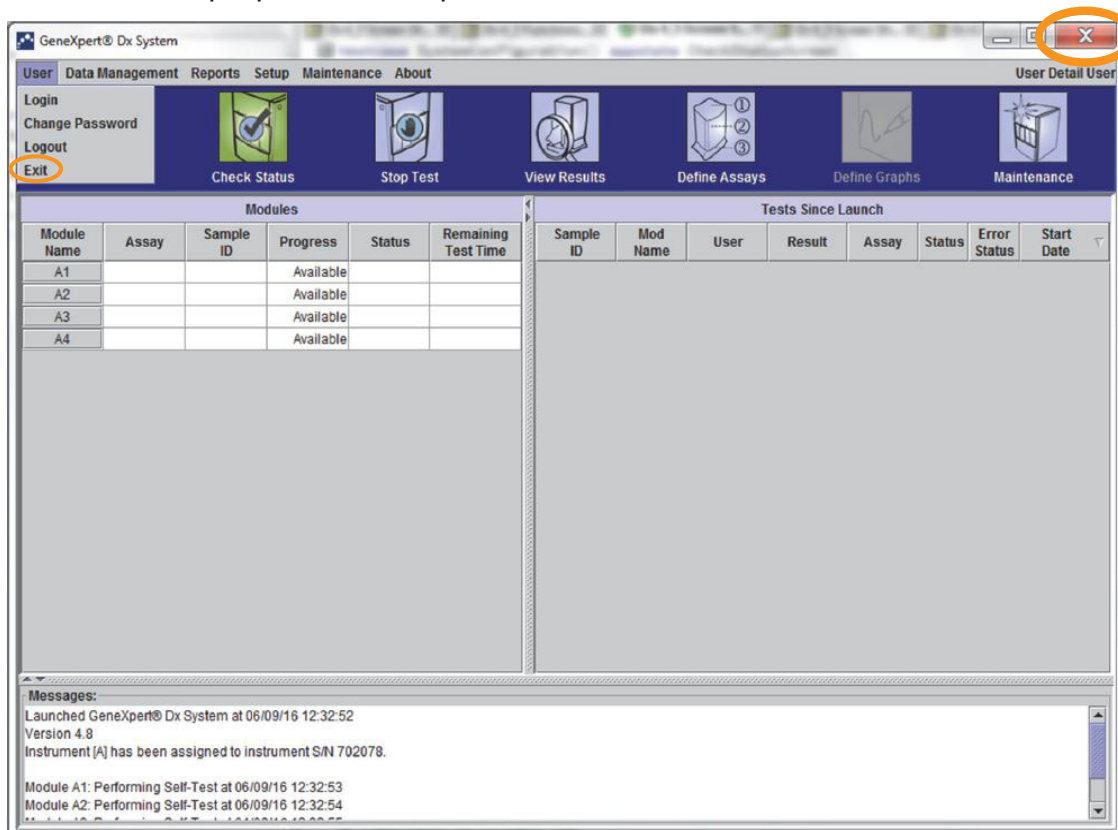 GeneXpert® Dx System
User Data Management Reports Setup Maintenance About User Detail User
Login
Change Password
Logout
Exit
Check Status Stop Test View Results Define Assays Define Graphs Maintenance
Modules
Module Name Assay Sample ID Progress Status Remaining Test Time
A1 Available
A2 Available
A3 Available
A4 Available
Tests Since Launch
Sample ID Mod Name User Result Assay Status Error Status Start Date
Messages:
Launched GeneXpert® Dx System at 06/09/16 12:32:52
Version 4.8
Instrument [A] has been assigned to instrument S/N 702078.
Module A1: Performing Self-Test at 06/09/16 12:32:53
Module A2: Performing Self-Test at 06/09/16 12:32:54